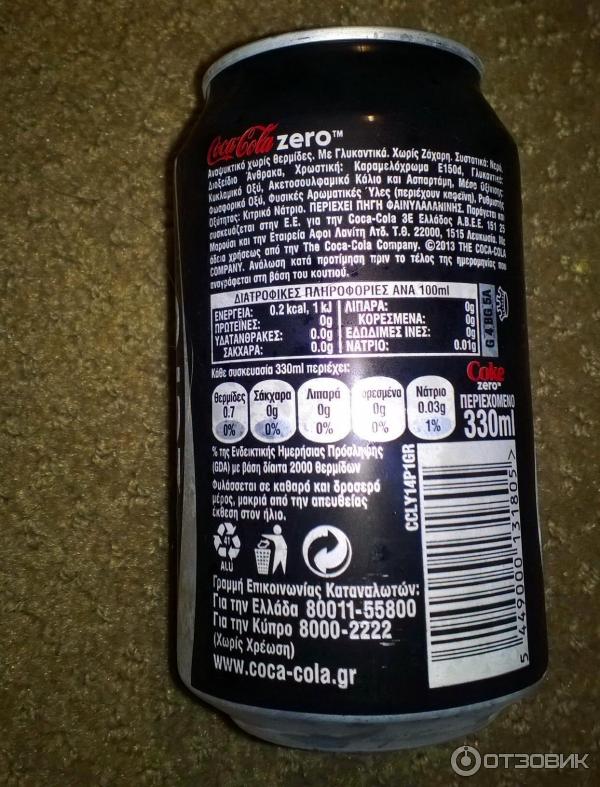 Coca-Cola zero™
Αναψυκτικό χωρίς θερμίδες. Με Γλυκαντικά. Χωρίς Ζάχαρη. Συστατικά: Νερό,
Διοξείδιο Άνθρακα, Χρωστική: Καραμελόχρωμα Ε150d, Γλυκαντικές
Κυκλαμικό Οξύ, Ακετοσουλφαμικό Κάλιο και Ασπαρτάμη, Μέσο Οξίνισης:
Φωσφορικό Οξύ, Φυσικές Αρωματικές Ύλες (περιέχουν καφεΐνη), Ρυθμιστής
Οξύτητας: Κιτρικό Νάτριο. ΠΕΡΙΕΧΕΙ ΠΗΓΗ ΦΑΙΝΥΛΑΛΑΝΙΝΗΣ. Παράγεται και
συσκευάζεται στην Ε.Ε. για την Coca-Cola 3Ε Ελλάδος Α.Β.Ε.Ε. 151 25
Μαρούσι και την Εταιρεία Αφοι Λανίτη Λτδ. Τ.Θ. 22000, 1515 Λευκωσία. Με
άδεια χρήσεως από την The Coca-Cola Company. ©2013 THE COCA-COLA
COMPANY. Ανάλωση κατά προτίμηση πριν το τέλος της ημερομηνίας που
αναγράφεται στη βάση του κουτιού.
ΔΙΑΤΡΟΦΙΚΕΣ ΠΛΗΡΟΦΟΡΙΕΣ ΑΝΑ 100ml
ΕΝΕΡΓΕΙΑ: 0.2 kcal, 1 kJ ΛΙΠΑΡΑ: 0g
ΠΡΩΤΕΪΝΕΣ: 0g ΚΟΡΕΣΜΕΝΑ: 0g
ΥΔΑΤΑΝΘΡΑΚΕΣ: 0.0g ΕΔΩΔΙΜΕΣ ΙΝΕΣ: 0g
ΣΑΚΧΑΡΑ: 0.0g ΝΑΤΡΙΟ: 0.01g
G 4 BG 5A
Κάθε συσκευασία 330ml περιέχει:
Θερμίδες Σάκχαρα Λιπαρά Κορεσμένα Νάτριο
0.7 0g 0g 0g 0.03g
0% 0% 0% 0% 1%
Coke
zero™
ΠΕΡΙΕΧΟΜΕΝΟ
330ml
% της Ενδεικτικής Ημερήσιας Πρόσληψης
(GDA) με βάση δίαιτα 2000 θερμίδων
Φυλάσσεται σε καθαρό και δροσερό
μέρος, μακριά από την απευθείας
έκθεση στον ήλιο.
41
ALU
Γραμμή Επικοινωνίας Καταναλωτών:
Για την Ελλάδα 80011-55800
Για την Κύπρο 8000-2222
(Χωρίς Χρέωση)
www.coca-cola.gr
CCLY14P1GR
5 449000 131805 >
ОТЗОВИК